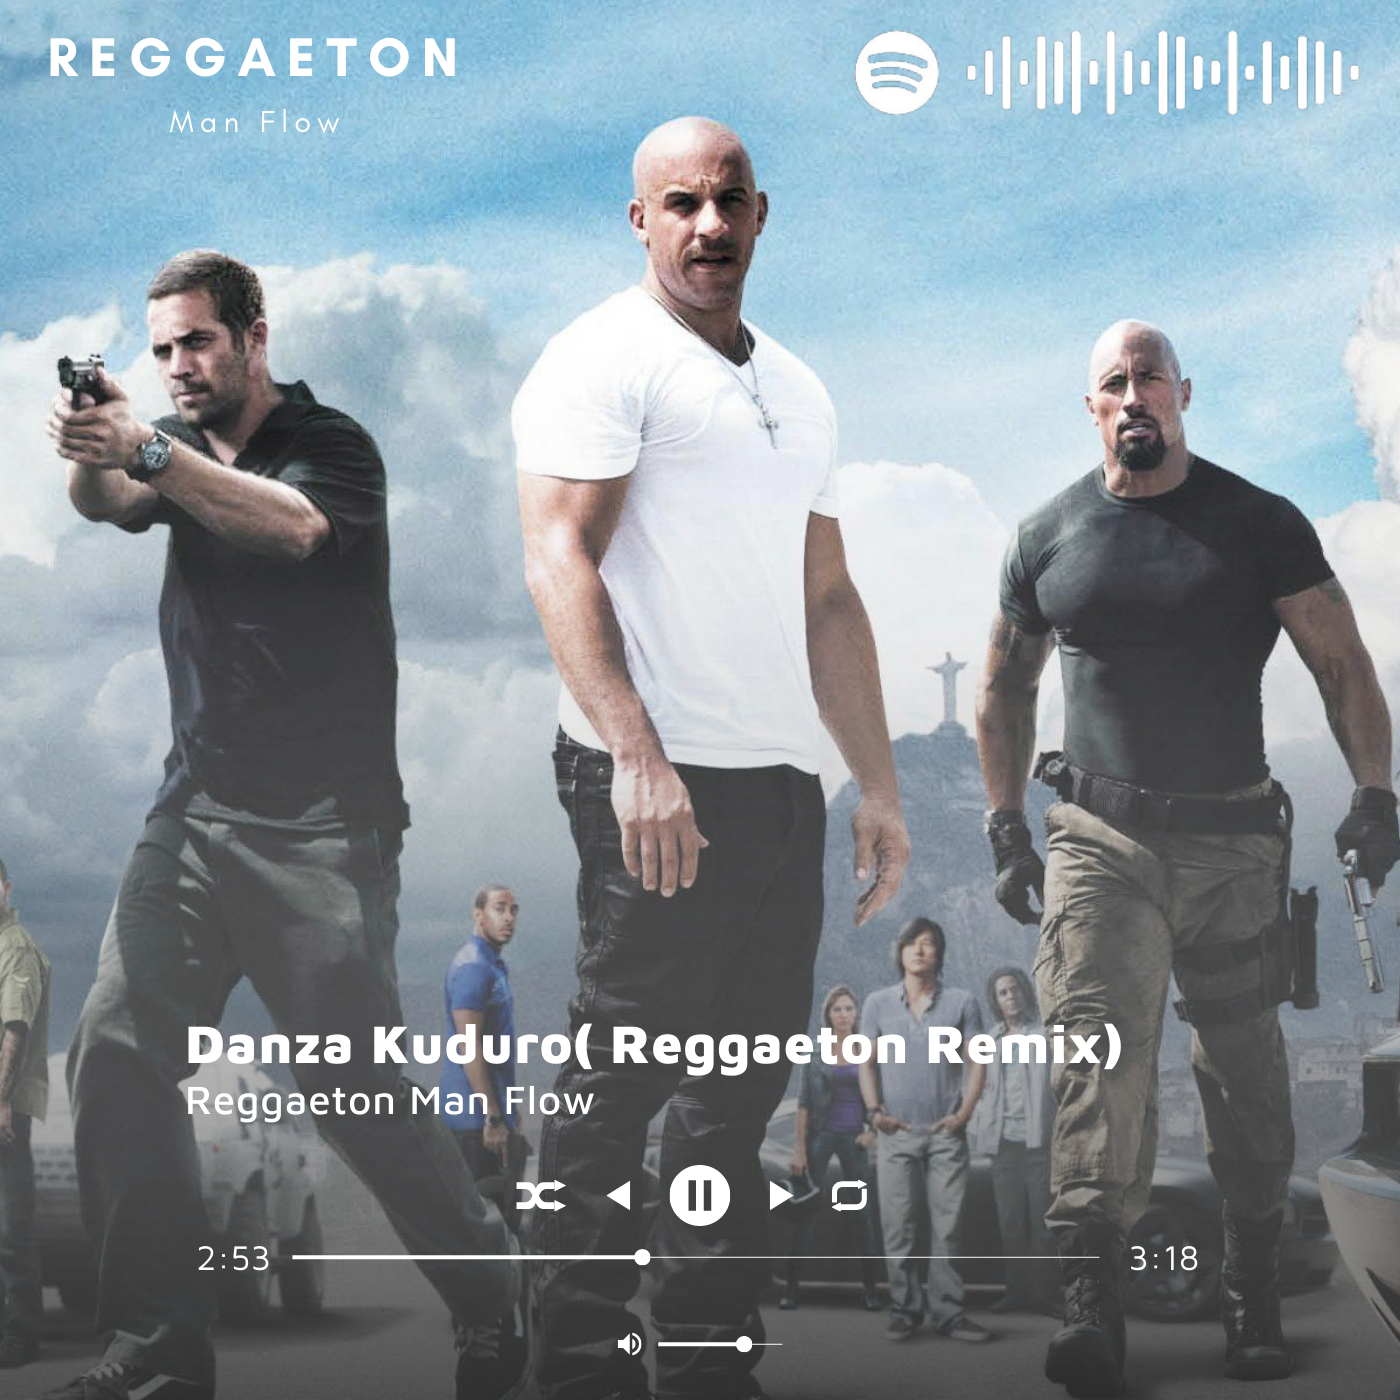 REGGAETON
Man Flow
Danza Kuduro( Reggaeton Remix)
Reggaeton Man Flow
2:53
3:18